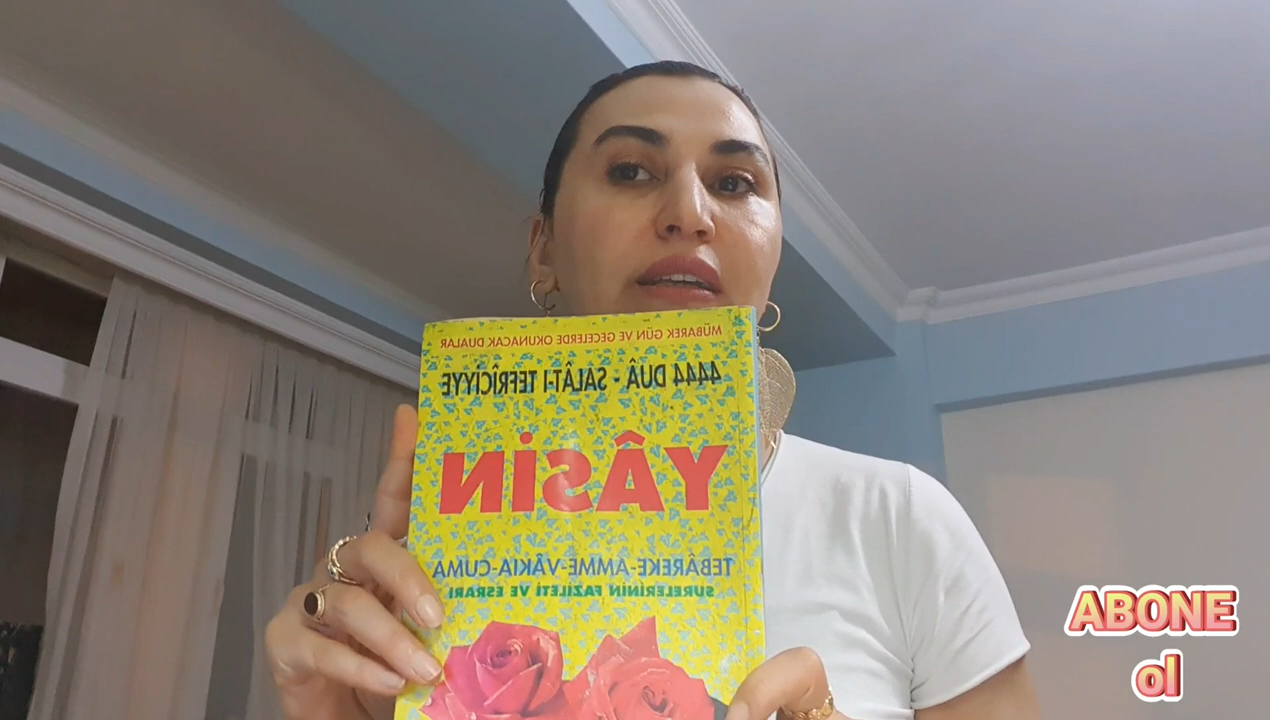 MÜBAREK GÜN VE GECELERDE OKUNACAK DUALAR
4444 DUÂ - SALÂT-I TEFRÎCİYYE
YÂSİN
TEBÂREKE-AMME-VÂKIA-CUMA
SURELERİNİN FAZİLETİ VE ESRARI
ABONE
ol